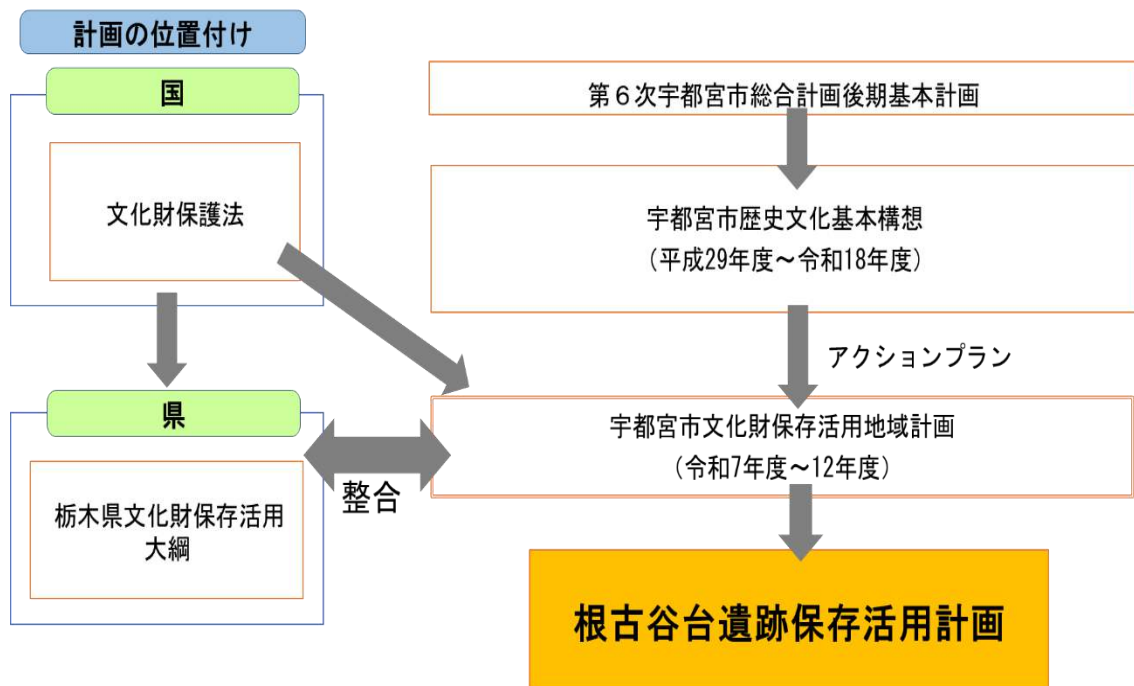 計画の位置付け
国
文化財保護法
県
栃木県文化財保存活用
大綱
整合
第６次宇都宮市総合計画後期基本計画
宇都宮市歴史文化基本構想
（平成29年度～令和18年度）
アクションプラン
宇都宮市文化財保存活用地域計画
（令和7年度～12年度）
根古谷台遺跡保存活用計画